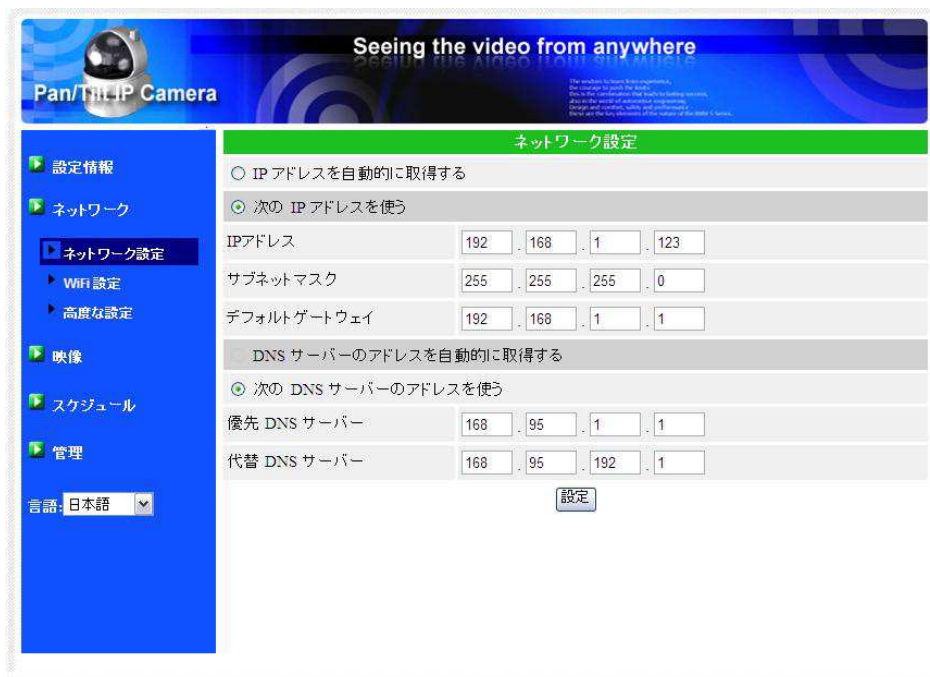 Seeing the video from anywhere
Pan/Tilt IP Camera
ネットワーク設定
設定情報
ネットワーク
ネットワーク設定
WiFi 設定
高度な設定
映像
スケジュール
管理
言語: 日本語
IP アドレスを自動的に取得する
次の IP アドレスを使う
IPアドレス 192 . 168 . 1 . 123
サブネットマスク 255 . 255 . 255 . 0
デフォルトゲートウェイ 192 . 168 . 1 . 1
DNS サーバーのアドレスを自動的に取得する
次の DNS サーバーのアドレスを使う
優先 DNS サーバー 168 . 95 . 1 . 1
代替 DNS サーバー 168 . 95 . 192 . 1
設定